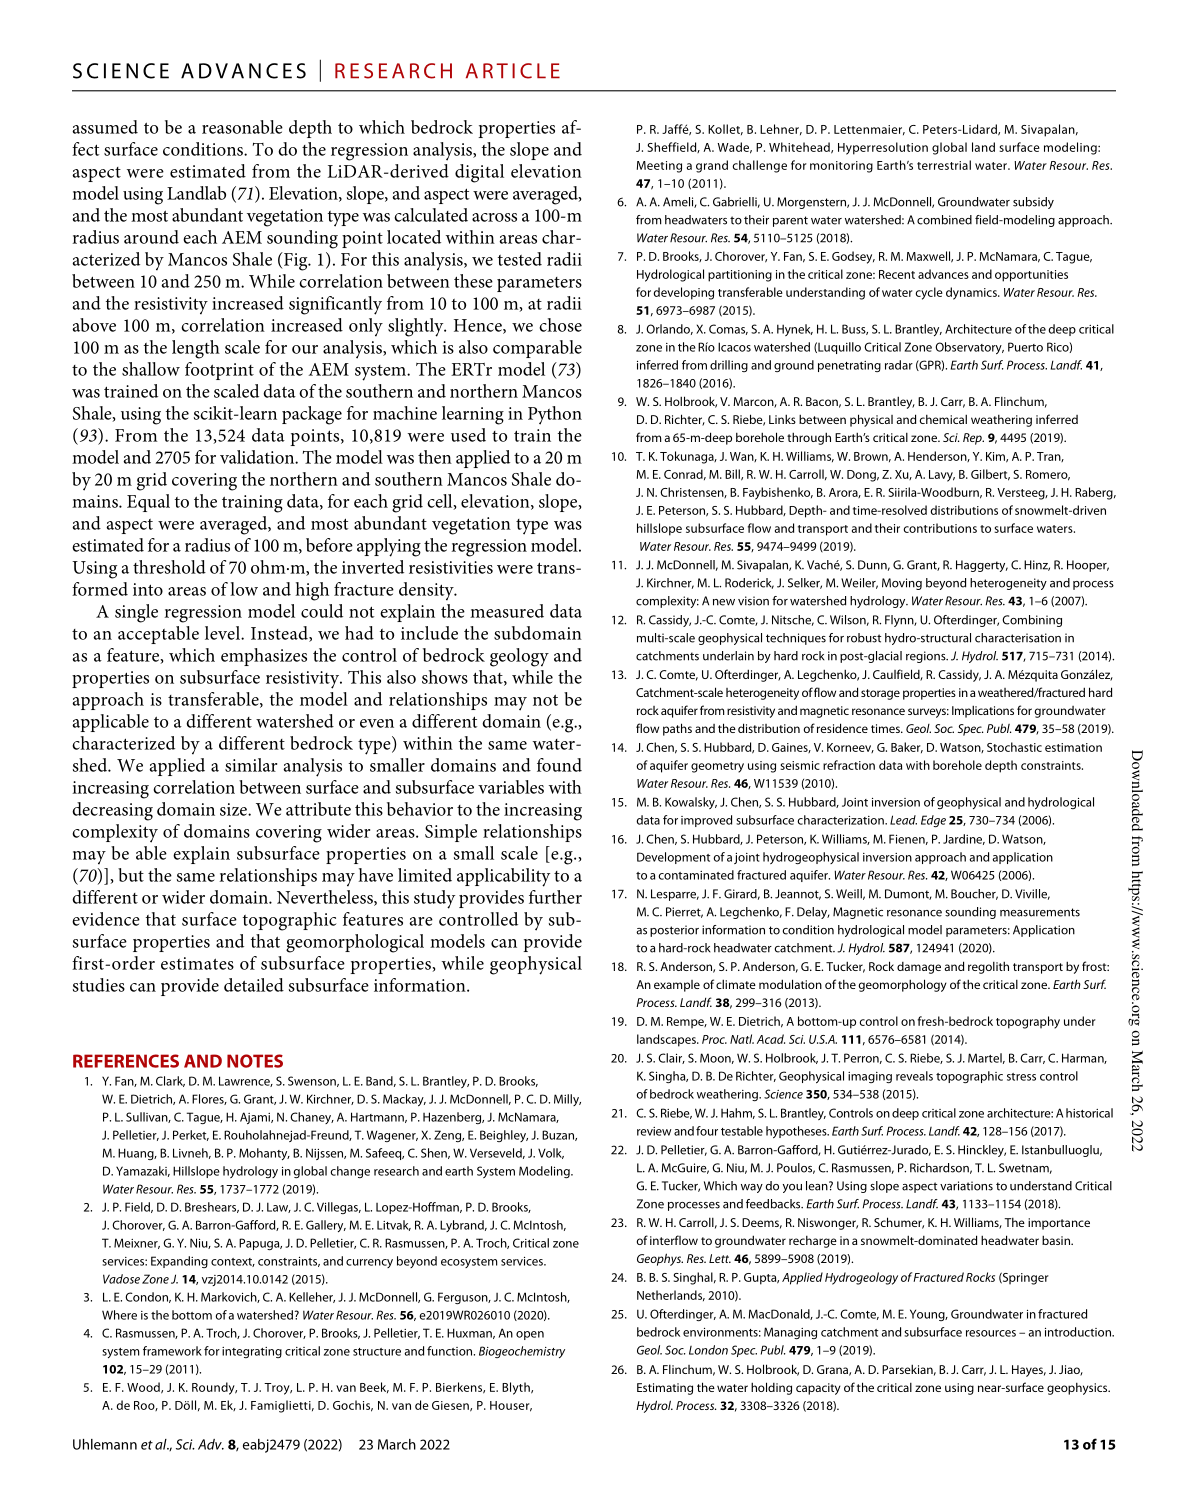 SCIENCE ADVANCES | RESEARCH ARTICLE
assumed to be a reasonable depth to which bedrock properties af-
fect surface conditions. To do the regression analysis, the slope and
aspect were estimated from the LiDAR-derived digital elevation
model using Landlab (71). Elevation, slope, and aspect were averaged,
and the most abundant vegetation type was calculated across a 100-m
radius around each AEM sounding point located within areas char-
acterized by Mancos Shale (Fig. 1). For this analysis, we tested radii
between 10 and 250 m. While correlation between these parameters
and the resistivity increased significantly from 10 to 100 m, at radii
above 100 m, correlation increased only slightly. Hence, we chose
100 m as the length scale for our analysis, which is also comparable
to the shallow footprint of the AEM system. The ERTr model (73)
was trained on the scaled data of the southern and northern Mancos
Shale, using the scikit-learn package for machine learning in Python
(93). From the 13,524 data points, 10,819 were used to train the
model and 2705 for validation. The model was then applied to a 20 m
by 20 m grid covering the northern and southern Mancos Shale do-
mains. Equal to the training data, for each grid cell, elevation, slope,
and aspect were averaged, and most abundant vegetation type was
estimated for a radius of 100 m, before applying the regression model.
Using a threshold of 70 ohm·m, the inverted resistivities were trans-
formed into areas of low and high fracture density.
A single regression model could not explain the measured data
to an acceptable level. Instead, we had to include the subdomain
as a feature, which emphasizes the control of bedrock geology and
properties on subsurface resistivity. This also shows that, while the
approach is transferable, the model and relationships may not be
applicable to a different watershed or even a different domain (e.g.,
characterized by a different bedrock type) within the same water-
shed. We applied a similar analysis to smaller domains and found
increasing correlation between surface and subsurface variables with
decreasing domain size. We attribute this behavior to the increasing
complexity of domains covering wider areas. Simple relationships
may be able explain subsurface properties on a small scale [e.g.,
(70)], but the same relationships may have limited applicability to a
different or wider domain. Nevertheless, this study provides further
evidence that surface topographic features are controlled by sub-
surface properties and that geomorphological models can provide
first-order estimates of subsurface properties, while geophysical
studies can provide detailed subsurface information.
REFERENCES AND NOTES
1. Y. Fan, M. Clark, D. M. Lawrence, S. Swenson, L. E. Band, S. L. Brantley, P. D. Brooks,
W. E. Dietrich, A. Flores, G. Grant, J. W. Kirchner, D. S. Mackay, J. J. McDonnell, P. C. D. Milly,
P. L. Sullivan, C. Tague, H. Ajami, N. Chaney, A. Hartmann, P. Hazenberg, J. McNamara,
J. Pelletier, J. Perket, E. Rouholahnejad-Freund, T. Wagener, X. Zeng, E. Beighley, J. Buzan,
M. Huang, B. Livneh, B. P. Mohanty, B. Nijssen, M. Safeeq, C. Shen, W. Verseveld, J. Volk,
D. Yamazaki, Hillslope hydrology in global change research and earth System Modeling.
Water Resour. Res. 55, 1737–1772 (2019).
2. J. P. Field, D. D. Breshears, D. J. Law, J. C. Villegas, L. Lopez-Hoffman, P. D. Brooks,
J. Chorover, G. A. Barron-Gafford, R. E. Gallery, M. E. Litvak, R. A. Lybrand, J. C. McIntosh,
T. Meixner, G. Y. Niu, S. A. Papuga, J. D. Pelletier, C. R. Rasmussen, P. A. Troch, Critical zone
services: Expanding context, constraints, and currency beyond ecosystem services.
Vadose Zone J. 14, vzj2014.10.0142 (2015).
3. L. E. Condon, K. H. Markovich, C. A. Kelleher, J. J. McDonnell, G. Ferguson, J. C. McIntosh,
Where is the bottom of a watershed? Water Resour. Res. 56, e2019WR026010 (2020).
4. C. Rasmussen, P. A. Troch, J. Chorover, P. Brooks, J. Pelletier, T. E. Huxman, An open
system framework for integrating critical zone structure and function. Biogeochemistry
102, 15–29 (2011).
5. E. F. Wood, J. K. Roundy, T. J. Troy, L. P. H. van Beek, M. F. P. Bierkens, E. Blyth,
A. de Roo, P. Döll, M. Ek, J. Famiglietti, D. Gochis, N. van de Giesen, P. Houser,
P. R. Jaffé, S. Kollet, B. Lehner, D. P. Lettenmaier, C. Peters-Lidard, M. Sivapalan,
J. Sheffield, A. Wade, P. Whitehead, Hyperresolution global land surface modeling:
Meeting a grand challenge for monitoring Earth's terrestrial water. Water Resour. Res.
47, 1–10 (2011).
6. A. A. Ameli, C. Gabrielli, U. Morgenstern, J. J. McDonnell, Groundwater subsidy
from headwaters to their parent water watershed: A combined field-modeling approach.
Water Resour. Res. 54, 5110–5125 (2018).
7. P. D. Brooks, J. Chorover, Y. Fan, S. E. Godsey, R. M. Maxwell, J. P. McNamara, C. Tague,
Hydrological partitioning in the critical zone: Recent advances and opportunities
for developing transferable understanding of water cycle dynamics. Water Resour. Res.
51, 6973–6987 (2015).
8. J. Orlando, X. Comas, S. A. Hynek, H. L. Buss, S. L. Brantley, Architecture of the deep critical
zone in the Río Icacos watershed (Luquillo Critical Zone Observatory, Puerto Rico)
inferred from drilling and ground penetrating radar (GPR). Earth Surf. Process. Landf. 41,
1826–1840 (2016).
9. W. S. Holbrook, V. Marcon, A. R. Bacon, S. L. Brantley, B. J. Carr, B. A. Flinchum,
D. D. Richter, C. S. Riebe, Links between physical and chemical weathering inferred
from a 65-m-deep borehole through Earth's critical zone. Sci. Rep. 9, 4495 (2019).
10. T. K. Tokunaga, J. Wan, K. H. Williams, W. Brown, A. Henderson, Y. Kim, A. P. Tran,
M. E. Conrad, M. Bill, R. W. H. Carroll, W. Dong, Z. Xu, A. Lavy, B. Gilbert, S. Romero,
J. N. Christensen, B. Faybishenko, B. Arora, E. R. Siirila-Woodburn, R. Versteeg, J. H. Raberg,
J. E. Peterson, S. S. Hubbard, Depth- and time-resolved distributions of snowmelt-driven
hillslope subsurface flow and transport and their contributions to surface waters.
Water Resour. Res. 55, 9474–9499 (2019).
11. J. J. McDonnell, M. Sivapalan, K. Vaché, S. Dunn, G. Grant, R. Haggerty, C. Hinz, R. Hooper,
J. Kirchner, M. L. Roderick, J. Selker, M. Weiler, Moving beyond heterogeneity and process
complexity: A new vision for watershed hydrology. Water Resour. Res. 43, 1–6 (2007).
12. R. Cassidy, J.-C. Comte, J. Nitsche, C. Wilson, R. Flynn, U. Ofterdinger, Combining
multi-scale geophysical techniques for robust hydro-structural characterisation in
catchments underlain by hard rock in post-glacial regions. J. Hydrol. 517, 715–731 (2014).
13. J. C. Comte, U. Ofterdinger, A. Legchenko, J. Caulfield, R. Cassidy, J. A. Mézquita González,
Catchment-scale heterogeneity of flow and storage properties in a weathered/fractured hard
rock aquifer from resistivity and magnetic resonance surveys: Implications for groundwater
flow paths and the distribution of residence times. Geol. Soc. Spec. Publ. 479, 35–58 (2019).
14. J. Chen, S. S. Hubbard, D. Gaines, V. Korneev, G. Baker, D. Watson, Stochastic estimation
of aquifer geometry using seismic refraction data with borehole depth constraints.
Water Resour. Res. 46, W11539 (2010).
15. M. B. Kowalsky, J. Chen, S. S. Hubbard, Joint inversion of geophysical and hydrological
data for improved subsurface characterization. Lead. Edge 25, 730–734 (2006).
16. J. Chen, S. Hubbard, J. Peterson, K. Williams, M. Fienen, P. Jardine, D. Watson,
Development of a joint hydrogeophysical inversion approach and application
to a contaminated fractured aquifer. Water Resour. Res. 42, W06425 (2006).
17. N. Lesparre, J. F. Girard, B. Jeannot, S. Weill, M. Dumont, M. Boucher, D. Viville,
M. C. Pierret, A. Legchenko, F. Delay, Magnetic resonance sounding measurements
as posterior information to condition hydrological model parameters: Application
to a hard-rock headwater catchment. J. Hydrol. 587, 124941 (2020).
18. R. S. Anderson, S. P. Anderson, G. E. Tucker, Rock damage and regolith transport by frost:
An example of climate modulation of the geomorphology of the critical zone. Earth Surf.
Process. Landf. 38, 299–316 (2013).
19. D. M. Rempe, W. E. Dietrich, A bottom-up control on fresh-bedrock topography under
landscapes. Proc. Natl. Acad. Sci. U.S.A. 111, 6576–6581 (2014).
20. J. S. Clair, S. Moon, W. S. Holbrook, J. T. Perron, C. S. Riebe, S. J. Martel, B. Carr, C. Harman,
K. Singha, D. B. De Richter, Geophysical imaging reveals topographic stress control
of bedrock weathering. Science 350, 534–538 (2015).
21. C. S. Riebe, W. J. Hahm, S. L. Brantley, Controls on deep critical zone architecture: A historical
review and four testable hypotheses. Earth Surf. Process. Landf. 42, 128–156 (2017).
22. J. D. Pelletier, G. A. Barron-Gafford, H. Gutiérrez-Jurado, E. S. Hinckley, E. Istanbulluoglu,
L. A. McGuire, G. Niu, M. J. Poulos, C. Rasmussen, P. Richardson, T. L. Swetnam,
G. E. Tucker, Which way do you lean? Using slope aspect variations to understand Critical
Zone processes and feedbacks. Earth Surf. Process. Landf. 43, 1133–1154 (2018).
23. R. W. H. Carroll, J. S. Deems, R. Niswonger, R. Schumer, K. H. Williams, The importance
of interflow to groundwater recharge in a snowmelt-dominated headwater basin.
Geophys. Res. Lett. 46, 5899–5908 (2019).
24. B. B. S. Singhal, R. P. Gupta, Applied Hydrogeology of Fractured Rocks (Springer
Netherlands, 2010).
25. U. Ofterdinger, A. M. MacDonald, J.-C. Comte, M. E. Young, Groundwater in fractured
bedrock environments: Managing catchment and subsurface resources – an introduction.
Geol. Soc. London Spec. Publ. 479, 1–9 (2019).
26. B. A. Flinchum, W. S. Holbrook, D. Grana, A. D. Parsekian, B. J. Carr, J. L. Hayes, J. Jiao,
Estimating the water holding capacity of the critical zone using near-surface geophysics.
Hydrol. Process. 32, 3308–3326 (2018).
Downloaded from https://www.science.org on March 26, 2022
Uhlemann et al., Sci. Adv. 8, eabj2479 (2022) 23 March 2022
13 of 15